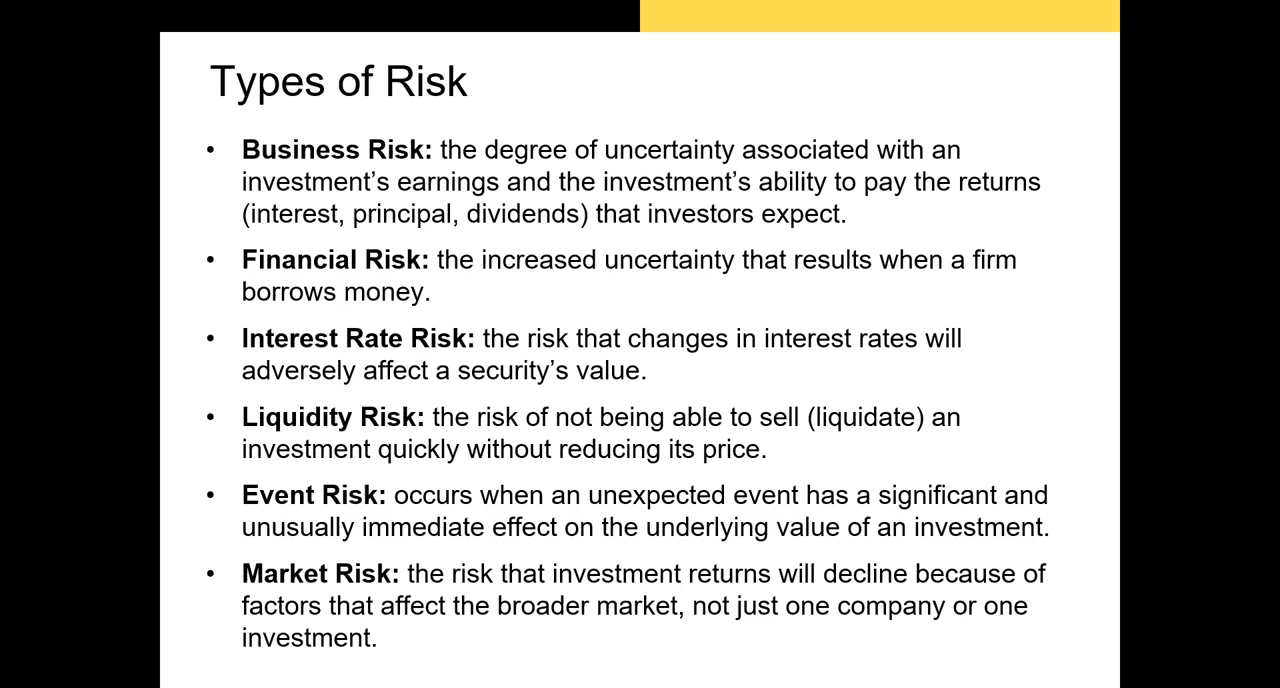 Types of Risk
• Business Risk: the degree of uncertainty associated with an
investment’s earnings and the investment’s ability to pay the returns
(interest, principal, dividends) that investors expect.
• Financial Risk: the increased uncertainty that results when a firm
borrows money.
• Interest Rate Risk: the risk that changes in interest rates will
adversely affect a security’s value.
• Liquidity Risk: the risk of not being able to sell (liquidate) an
investment quickly without reducing its price.
• Event Risk: occurs when an unexpected event has a significant and
unusually immediate effect on the underlying value of an investment.
• Market Risk: the risk that investment returns will decline because of
factors that affect the broader market, not just one company or one
investment.